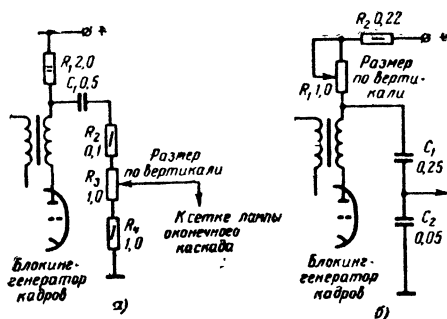 +
R₁ 2,0
C₁ 0,5
R₂
0,1
R₃
1,0
R₄
1,0
Размер
по вертикали
К сетке лампы
оконечного
каскада
Блокинг-
генератор
кадров
а)
R₂ 0,22
+
R₁ 1,0
Размер
по верти-
кали
C₁
0,25
C₂
0,05
Блокинг-
генератор
кадров
б)